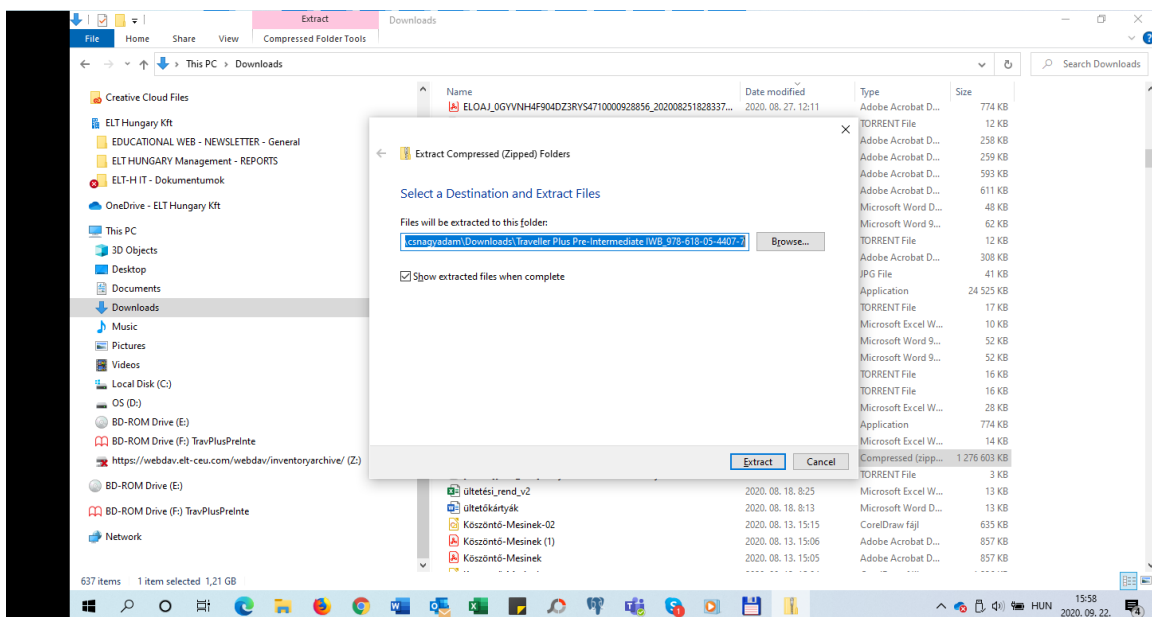 Extract
Downloads
File
Home
Share
View
Compressed Folder Tools
This PC
Downloads
Search Downloads
Name
Date modified
Type
Size
Creative Cloud Files
ELT Hungary Kft
EDUCATIONAL WEB - NEWSLETTER - General
ELT HUNGARY Management - REPORTS
ELT-H IT - Dokumentumok
OneDrive - ELT Hungary Kft
This PC
3D Objects
Desktop
Documents
Downloads
Music
Pictures
Videos
Local Disk (C:)
OS (D:)
BD-ROM Drive (E:)
BD-ROM Drive (F:) TravPlusPreInte
https://webdav.elt-ceu.com/webdav/inventoryarchive/ (Z:)
BD-ROM Drive (E:)
BD-ROM Drive (F:) TravPlusPreInte
Network
ELOAJ_0GYVNH4F904DZ3RYS4710000928856_202008251828337... 2020. 08. 27. 12:11 Adobe Acrobat D... 774 KB
TORRENT File 12 KB
Adobe Acrobat D... 258 KB
Adobe Acrobat D... 259 KB
Adobe Acrobat D... 593 KB
Adobe Acrobat D... 611 KB
Microsoft Word D... 48 KB
Microsoft Word 9... 62 KB
TORRENT File 12 KB
Adobe Acrobat D... 308 KB
JPG File 41 KB
Application 24 525 KB
TORRENT File 17 KB
Microsoft Excel W... 10 KB
Microsoft Word 9... 52 KB
Microsoft Word 9... 52 KB
TORRENT File 16 KB
TORRENT File 16 KB
Microsoft Excel W... 28 KB
Application 774 KB
Microsoft Excel W... 14 KB
Compressed (zipp... 1 276 603 KB
TORRENT File 3 KB
ültetési_rend_v2 2020. 08. 18. 8:25 Microsoft Excel W... 13 KB
ültetőkártyák 2020. 08. 18. 8:13 Microsoft Word D... 13 KB
Köszöntő-Mesinek-02 2020. 08. 13. 15:15 CorelDraw fájl 635 KB
Köszöntő-Mesinek (1) 2020. 08. 13. 15:06 Adobe Acrobat D... 857 KB
Köszöntő-Mesinek 2020. 08. 13. 15:05 Adobe Acrobat D... 857 KB
Extract Compressed (Zipped) Folders
Select a Destination and Extract Files
Files will be extracted to this folder:
\csnagyadam\Downloads\Traveller Plus Pre-Intermediate IWB_978-618-05-4407-7
Browse...
Show extracted files when complete
Extract
Cancel
637 items 1 item selected 1,21 GB
HUN
15:58
2020. 09. 22.